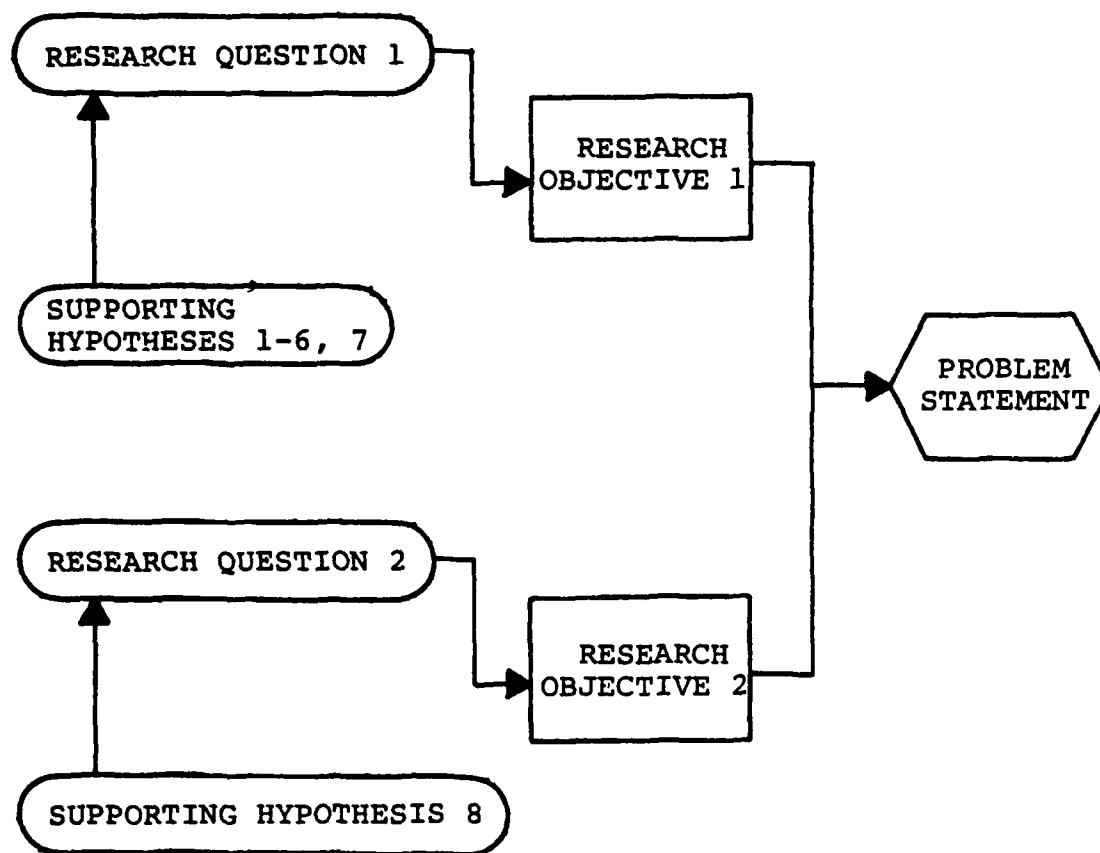 RESEARCH QUESTION 1
RESEARCH
OBJECTIVE 1
SUPPORTING
HYPOTHESES 1-6, 7
PROBLEM
STATEMENT
RESEARCH QUESTION 2
RESEARCH
OBJECTIVE 2
SUPPORTING HYPOTHESIS 8